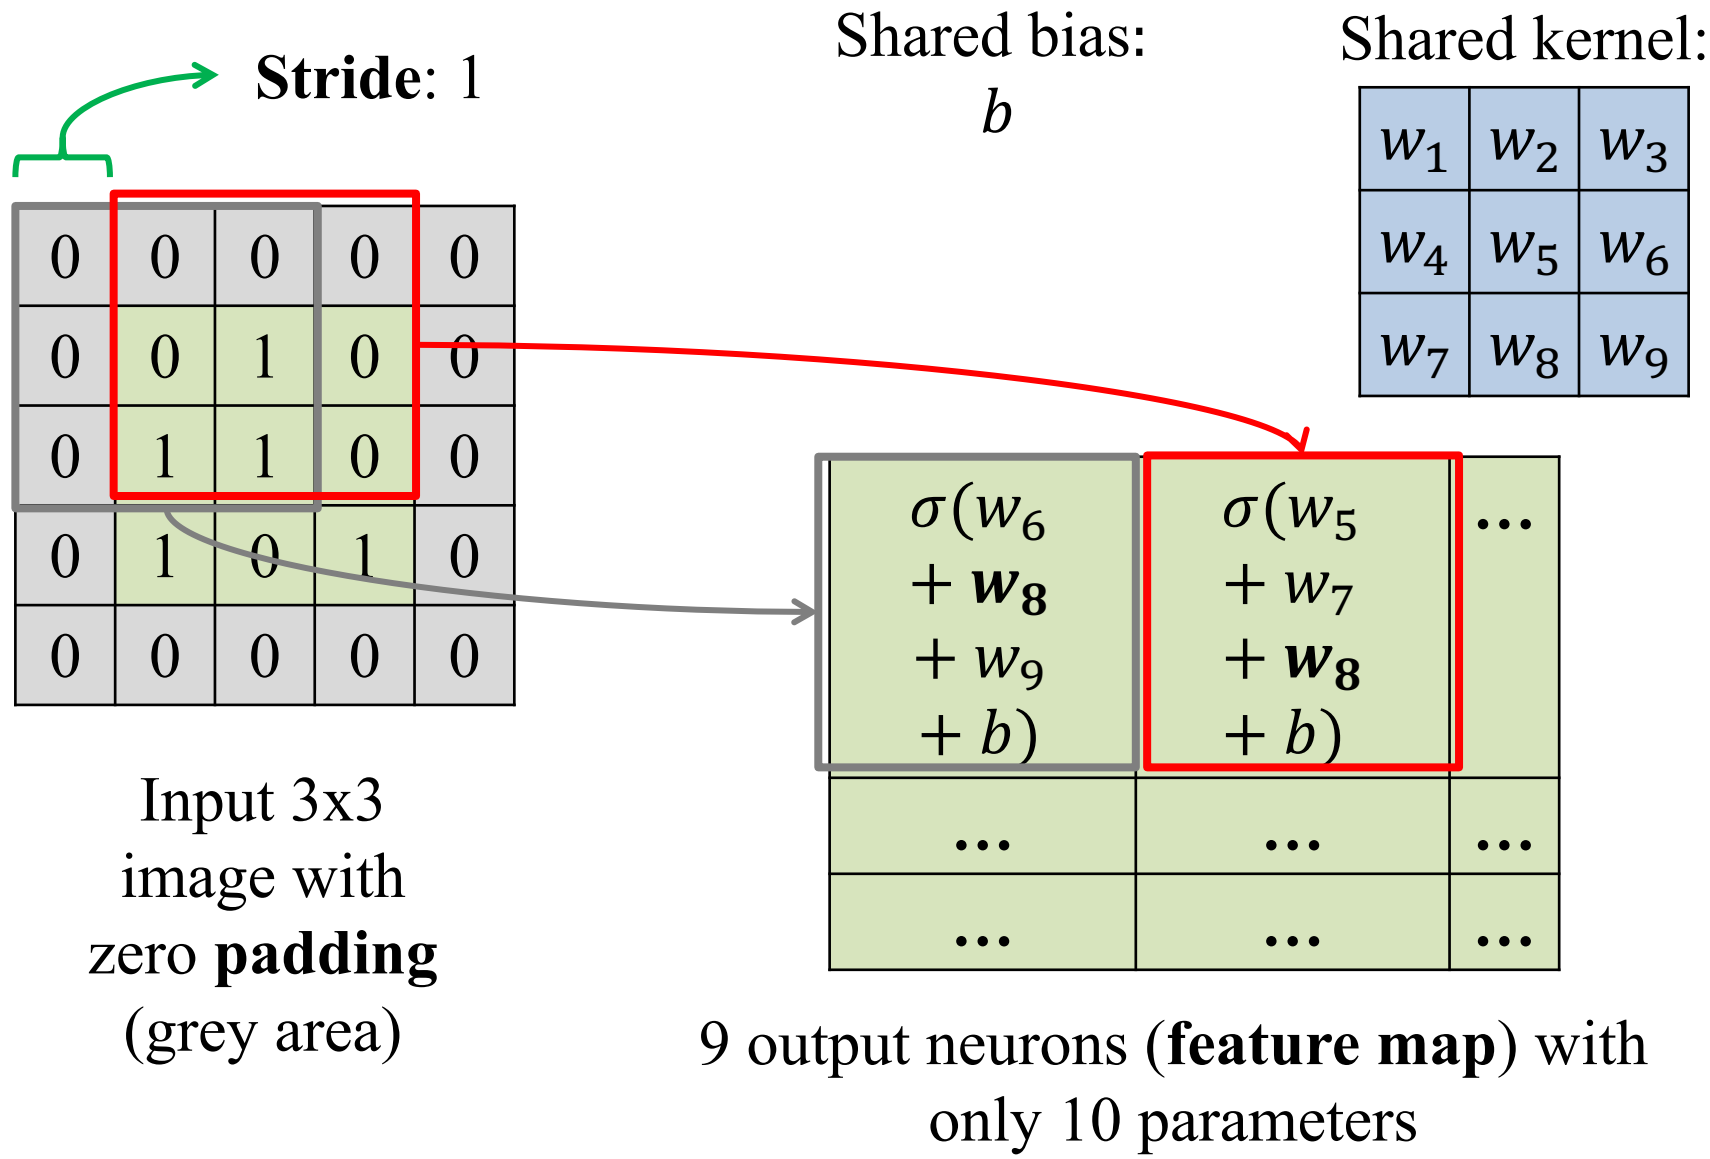 Stride: 1
Shared bias:
b
Shared kernel:
w₁ w₂ w₃
w₄ w₅ w₆
w₇ w₈ w₉
0 0 0 0 0
0 0 1 0 0
0 1 1 0 0
0 1 0 1 0
0 0 0 0 0
Input 3x3
image with
zero padding
(grey area)
σ(w₆
+ w₈
+ w₉
+ b)
σ(w₅
+ w₇
+ w₈
+ b)
...
... ... ...
... ... ...
9 output neurons (feature map) with
only 10 parameters